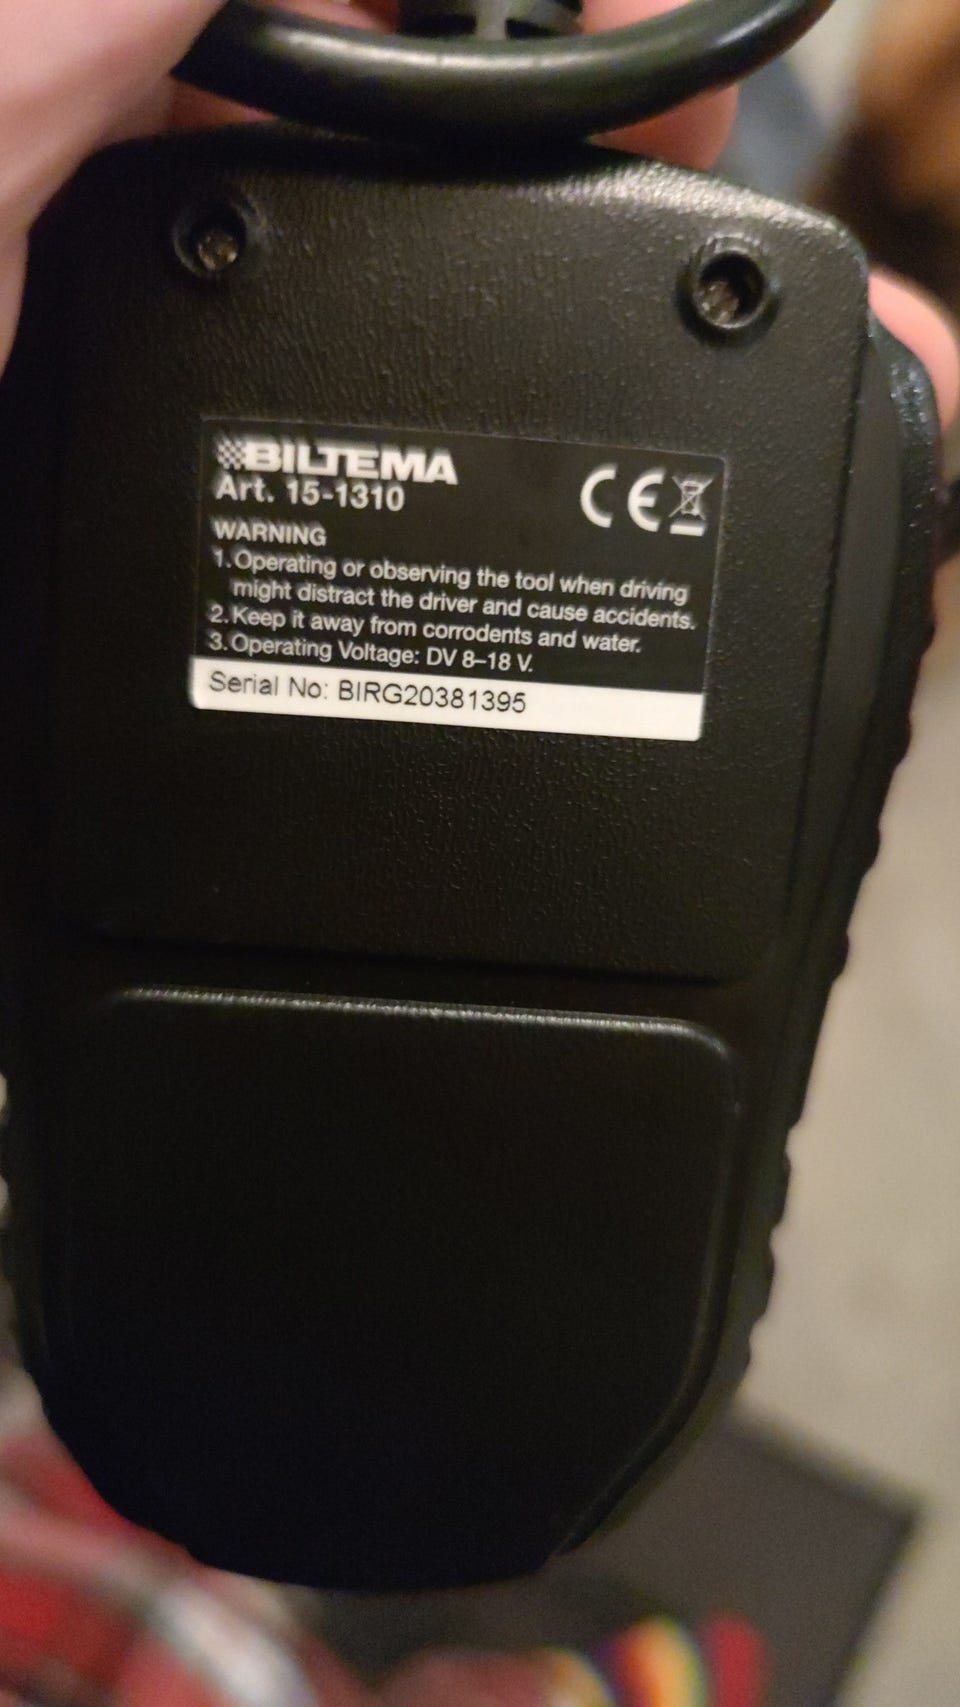 BILTEMA
Art. 15-1310
CE
WARNING
1. Operating or observing the tool when driving
might distract the driver and cause accidents.
2. Keep it away from corrodents and water.
3. Operating Voltage: DV 8–18 V.
Serial No: BIRG20381395